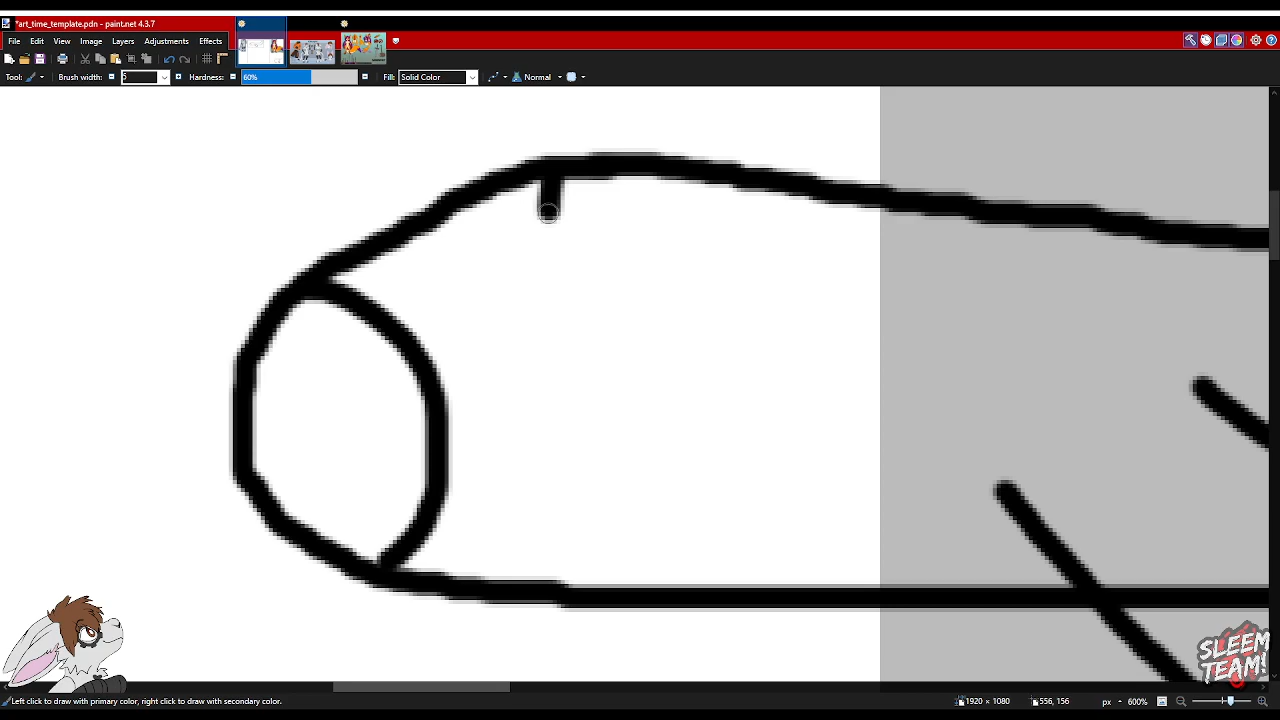 *art_time_template.pdn - paint.net 4.3.7
File Edit View Image Layers Adjustments Effects
Tool: Brush width: 5 Hardness: 60% Fill: Solid Color Normal
SLEEM
TEAM!
Left click to draw with primary color, right click to draw with secondary color. 1920 × 1080 556, 156 px 600%